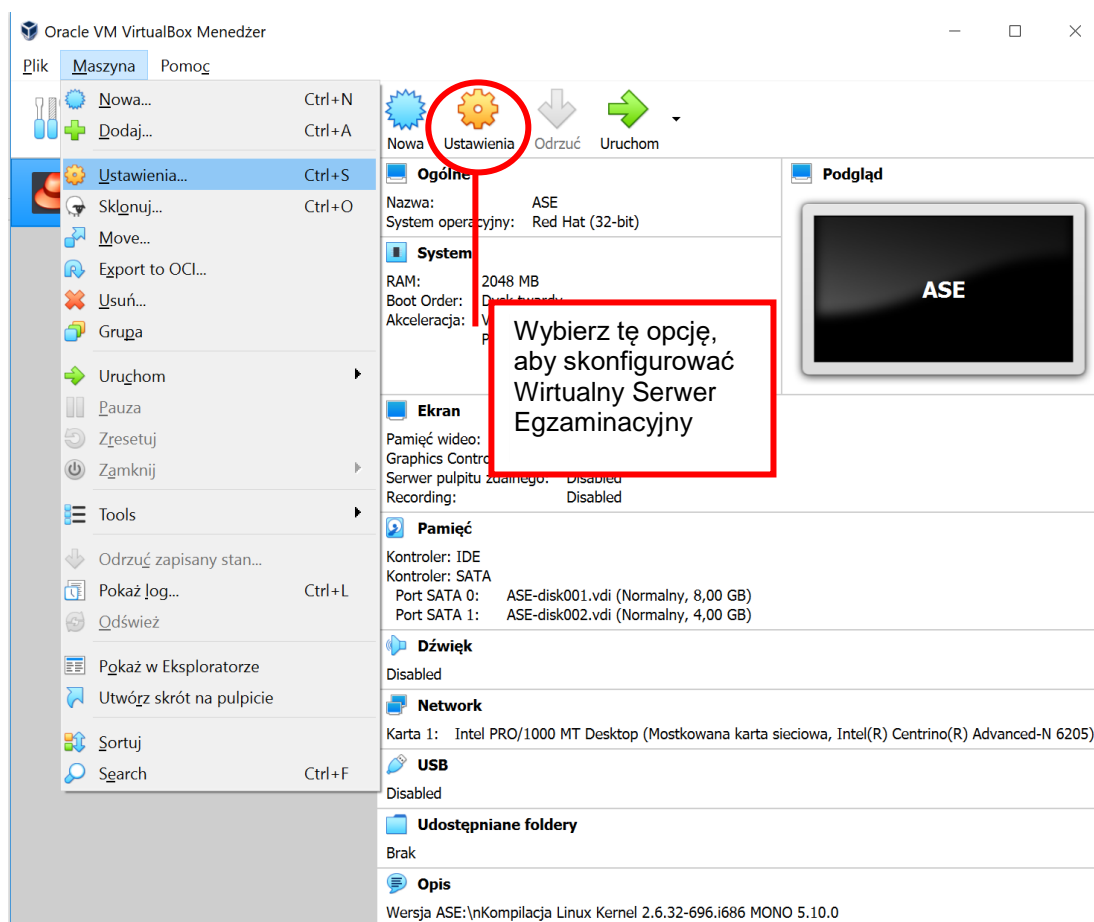 Oracle VM VirtualBox Menedżer
Plik Maszyna Pomoc
Nowa... Ctrl+N
Dodaj... Ctrl+A
Ustawienia... Ctrl+S
Sklonuj... Ctrl+O
Move...
Export to OCI...
Usuń...
Grupa
Uruchom
Pauza
Zresetuj
Zamknij
Tools
Odrzuć zapisany stan...
Pokaż log... Ctrl+L
Odśwież
Pokaż w Eksploratorze
Utwórz skrót na pulpicie
Sortuj
Search Ctrl+F
Nowa Ustawienia Odrzuć Uruchom
Ogólne
Nazwa: ASE
System operacyjny: Red Hat (32-bit)
System
RAM: 2048 MB
Boot Order: Dysk twardy
Akceleracja:
Podgląd
ASE
Wybierz tę opcję,
aby skonfigurować
Wirtualny Serwer
Egzaminacyjny
Ekran
Pamięć wideo:
Graphics
Serwer pulpitu zdalnego: Disabled
Recording: Disabled
Pamięć
Kontroler: IDE
Kontroler: SATA
Port SATA 0: ASE-disk001.vdi (Normalny, 8,00 GB)
Port SATA 1: ASE-disk002.vdi (Normalny, 4,00 GB)
Dźwięk
Disabled
Network
Karta 1: Intel PRO/1000 MT Desktop (Mostkowana karta sieciowa, Intel(R) Centrino(R) Advanced-N 6205)
USB
Disabled
Udostępniane foldery
Brak
Opis
Wersja ASE:\nKompilacja Linux Kernel 2.6.32-696.i686 MONO 5.10.0